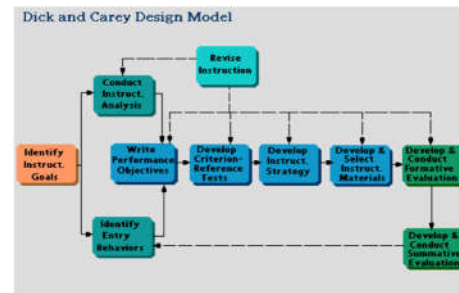 Dick and Carey Design Model
Revise
Instruction
Conduct
Instruct.
Analysis
Identify
Instruct.
Goals
Write
Performance
Objectives
Develop
Criterion-
Reference
Tests
Develop
Instruct.
Strategy
Develop &
Select
Instruct.
Materials
Develop &
Conduct
Formative
Evaluation
Identify
Entry
Behaviors
Develop &
Conduct
Summative
Evaluation